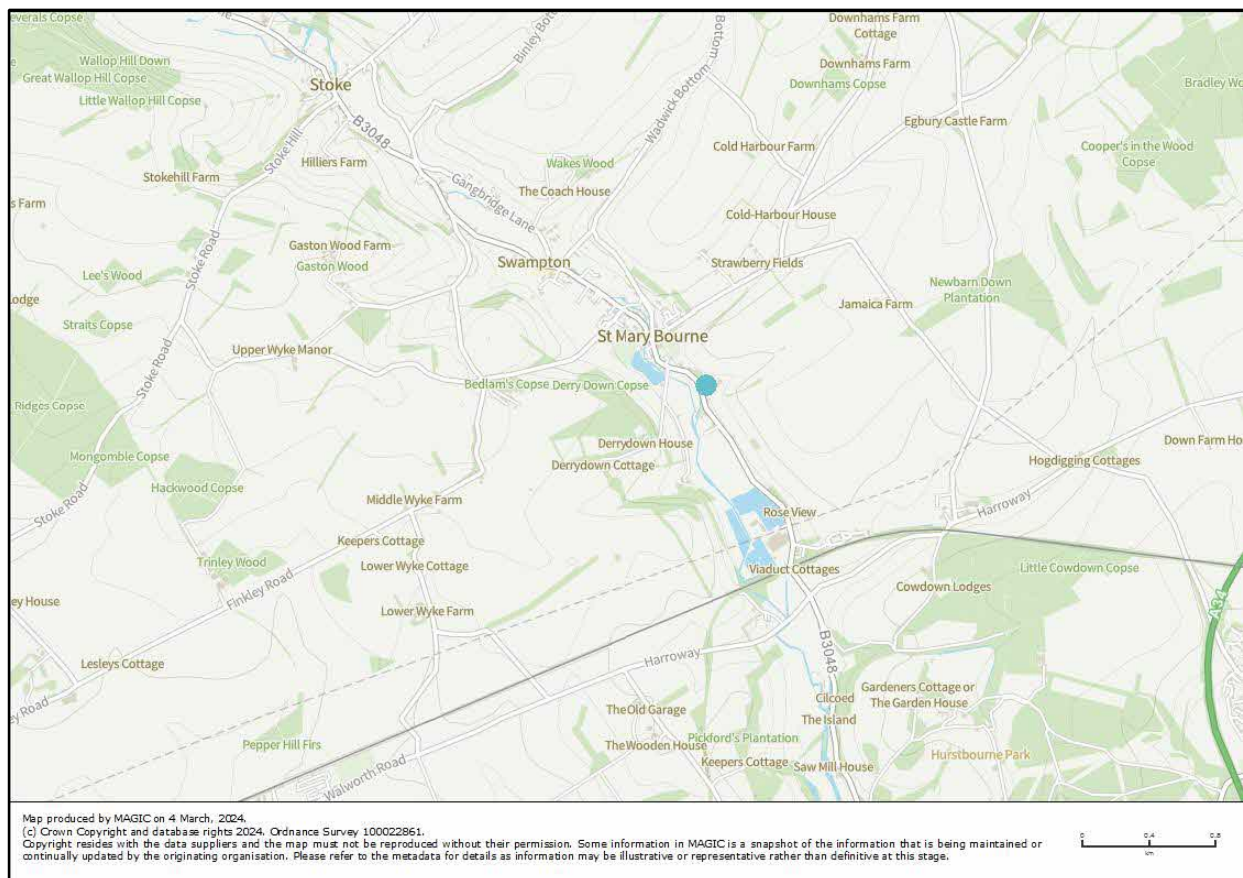 everals Copse
Wallop Hill Down
Great Wallop Hill Copse
Little Wallop Hill Copse
Stoke
B3048
Binley Bott
Wadwick Bottom
Bottom
Downhams Farm
Cottage
Downhams Farm
Downhams Copse
Bradley Wo
Egbury Castle Farm
Cooper's in the Wood
Copse
Cold Harbour Farm
Stoke Hill
Hilliers Farm
Stokehill Farm
s Farm
Gangbridge Lane
Wakes Wood
The Coach House
Cold-Harbour House
Stoke Road
Gaston Wood Farm
Gaston Wood
Swampton
Strawberry Fields
Lee's Wood
Lodge
Straits Copse
Newbarn Down
Plantation
Jamaica Farm
St Mary Bourne
Upper Wyke Manor
Stoke Road
Bedlam's Copse
Derry Down Copse
Ridges Copse
Derrydown House
Derrydown Cottage
Down Farm Ho
Hogdigging Cottages
Mongomble Copse
Hackwood Copse
Stoke Road
Middle Wyke Farm
Harroway
Rose View
Keepers Cottage
Trinley Wood
Lower Wyke Cottage
Viaduct Cottages
Little Cowdown Copse
Cowdown Lodges
A34
ey House
Finkley Road
Lower Wyke Farm
B3048
Lesleys Cottage
Harroway
ey Road
Gardeners Cottage or
The Garden House
Cilcoed
The Island
The Old Garage
Pickford's Plantation
Pepper Hill Firs
The Wooden House
Keepers Cottage
Saw Mill House
Hurstbourne Park
Walworth Road
Map produced by MAGIC on 4 March, 2024.
(c) Crown Copyright and database rights 2024. Ordnance Survey 100022861.
Copyright resides with the data suppliers and the map must not be reproduced without their permission. Some information in MAGIC is a snapshot of the information that is being maintained or
continually updated by the originating organisation. Please refer to the metadata for details as information may be illustrative or representative rather than definitive at this stage.
0 0.4 0.8
km